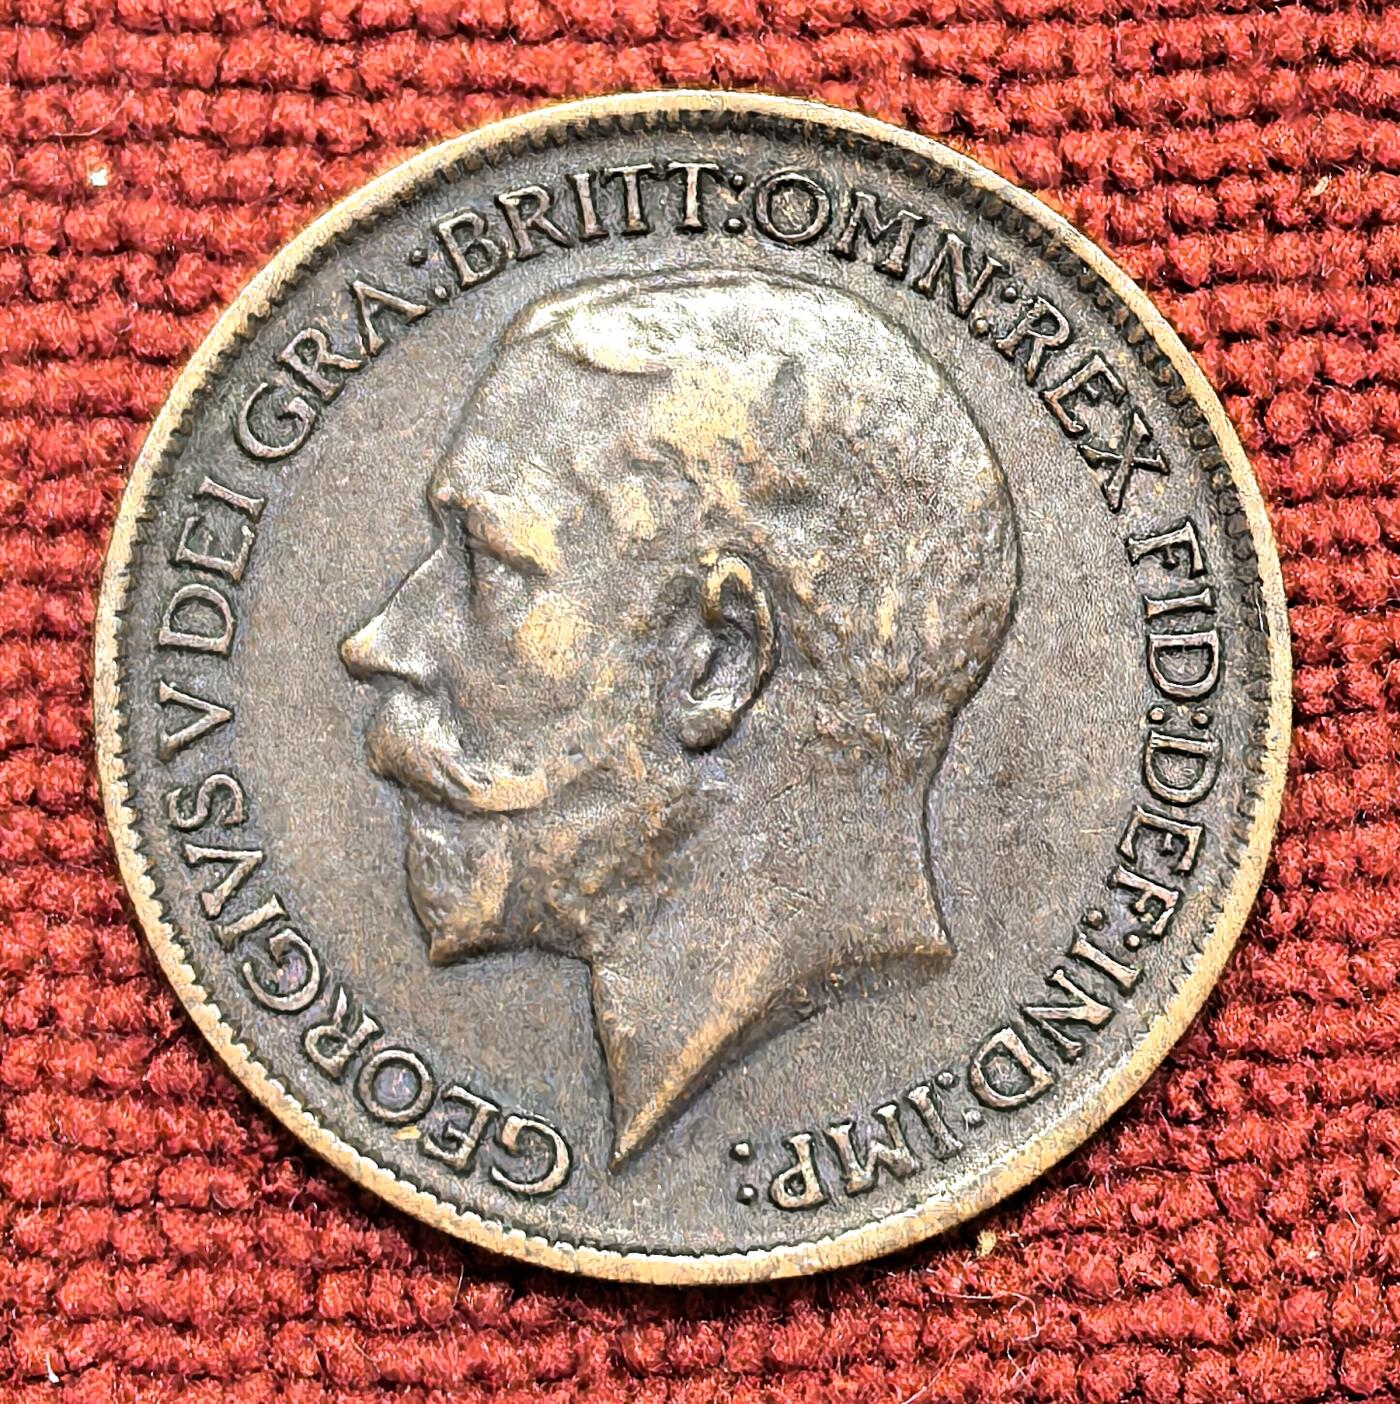 GEORGIVS V DEI GRA:BRITT:OMN:REX FID:DEF:IND:IMP: